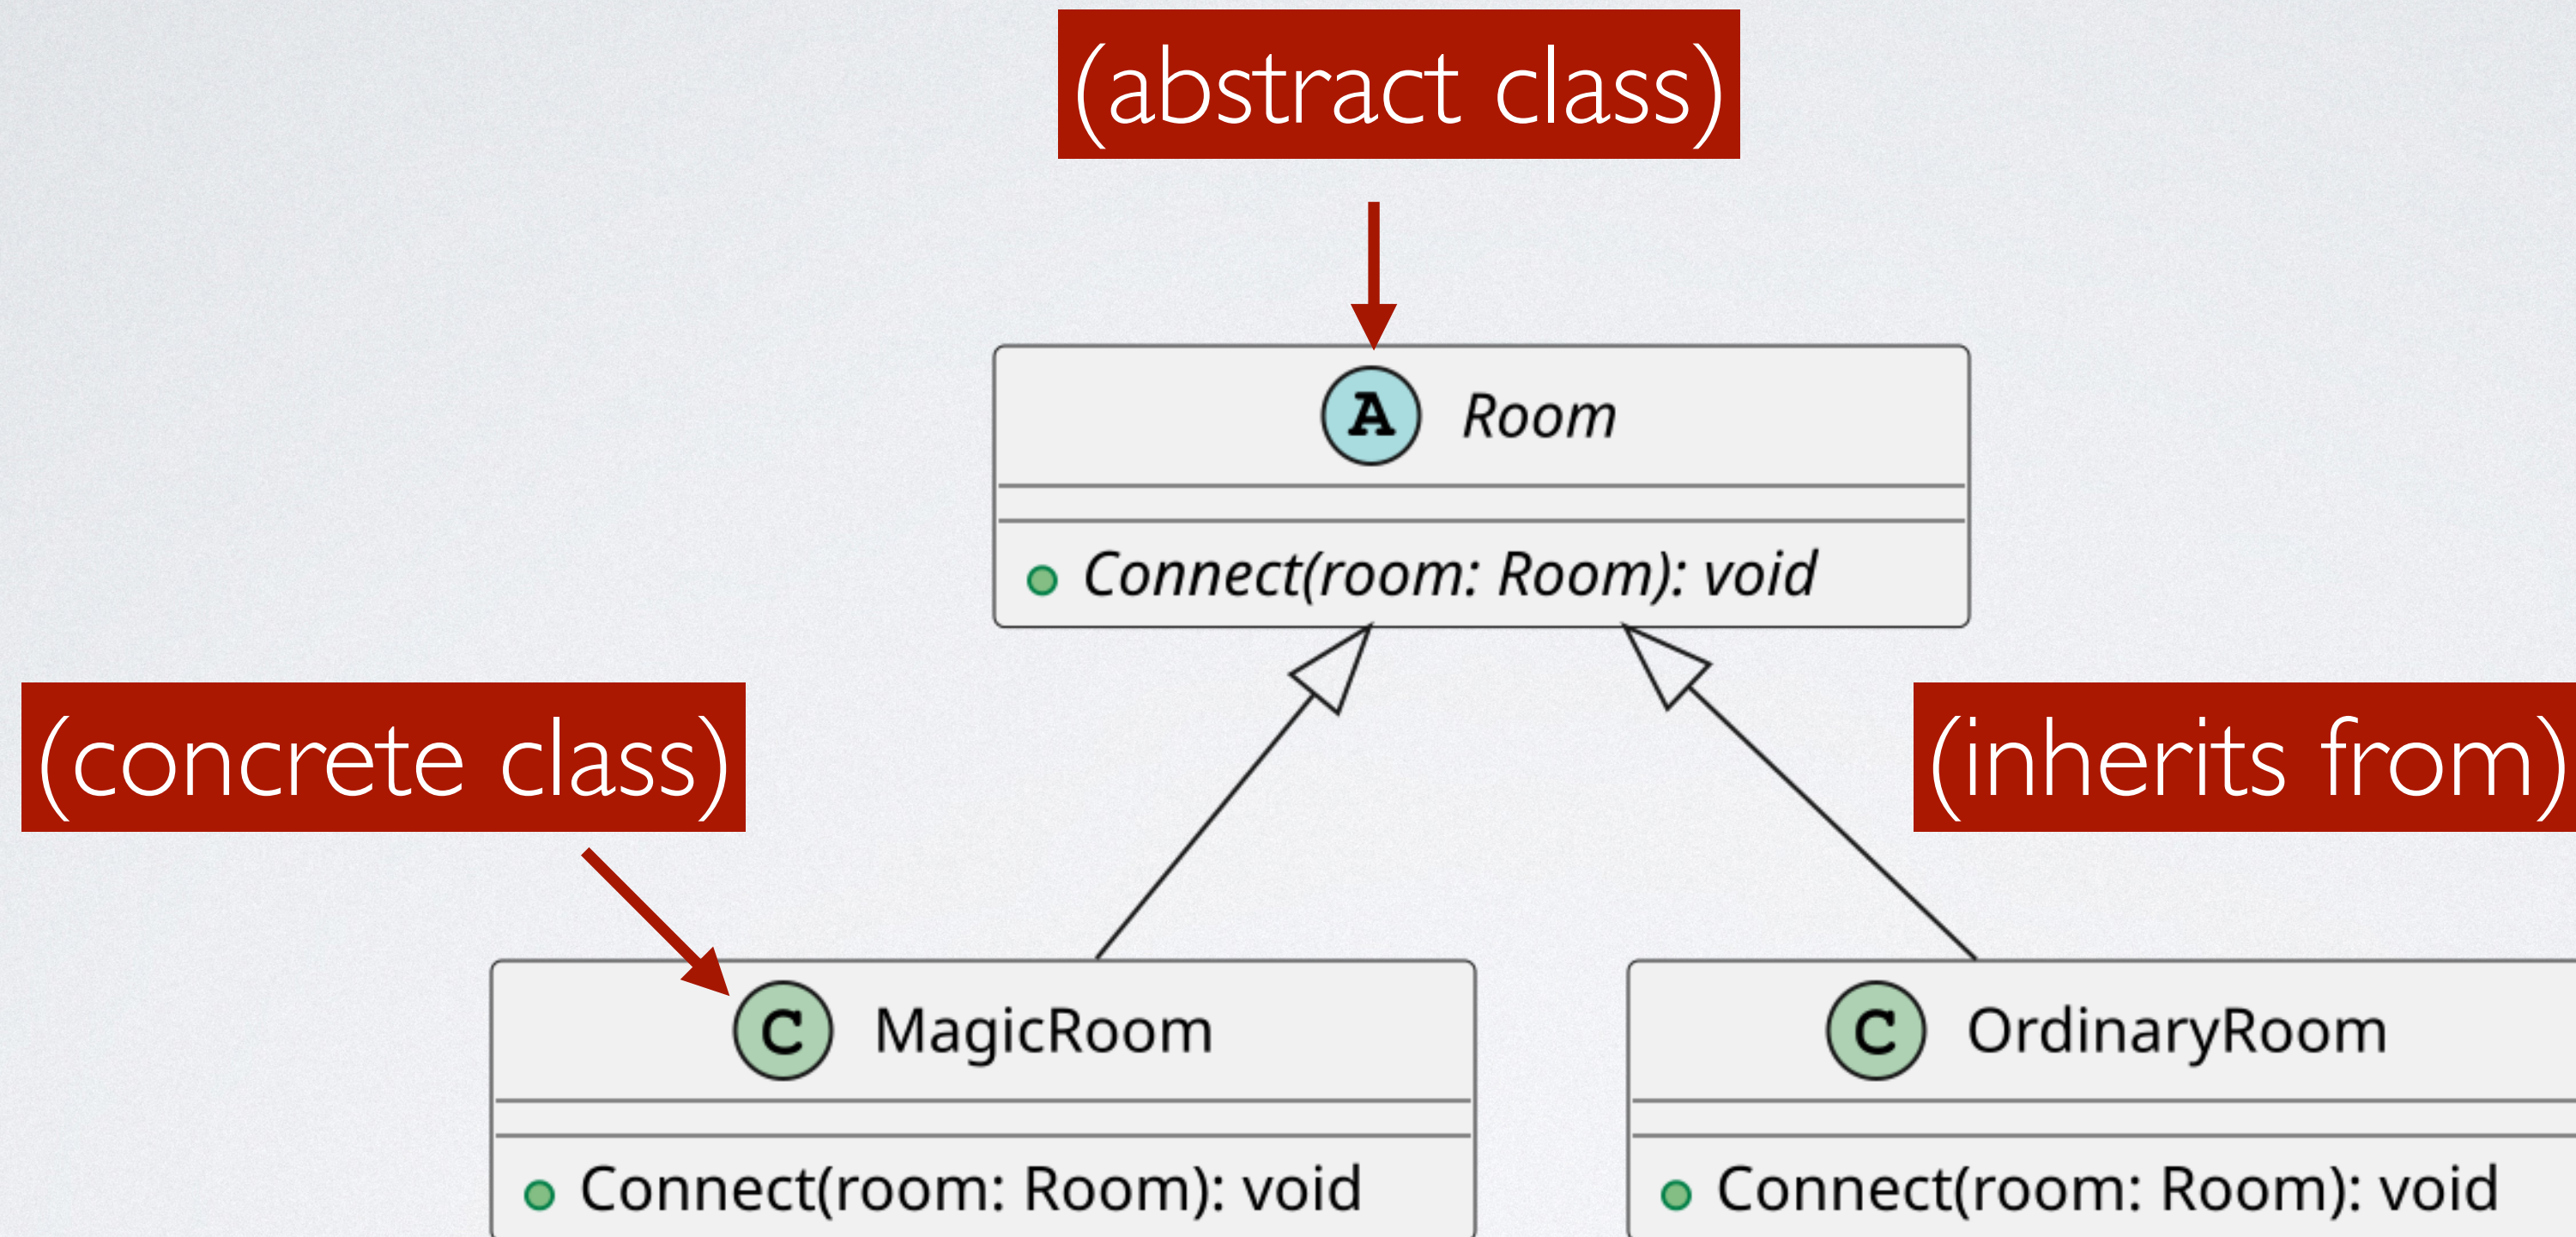 (abstract class)
A Room
Connect(room: Room): void
(concrete class)
(inherits from)
C MagicRoom
Connect(room: Room): void
C OrdinaryRoom
Connect(room: Room): void